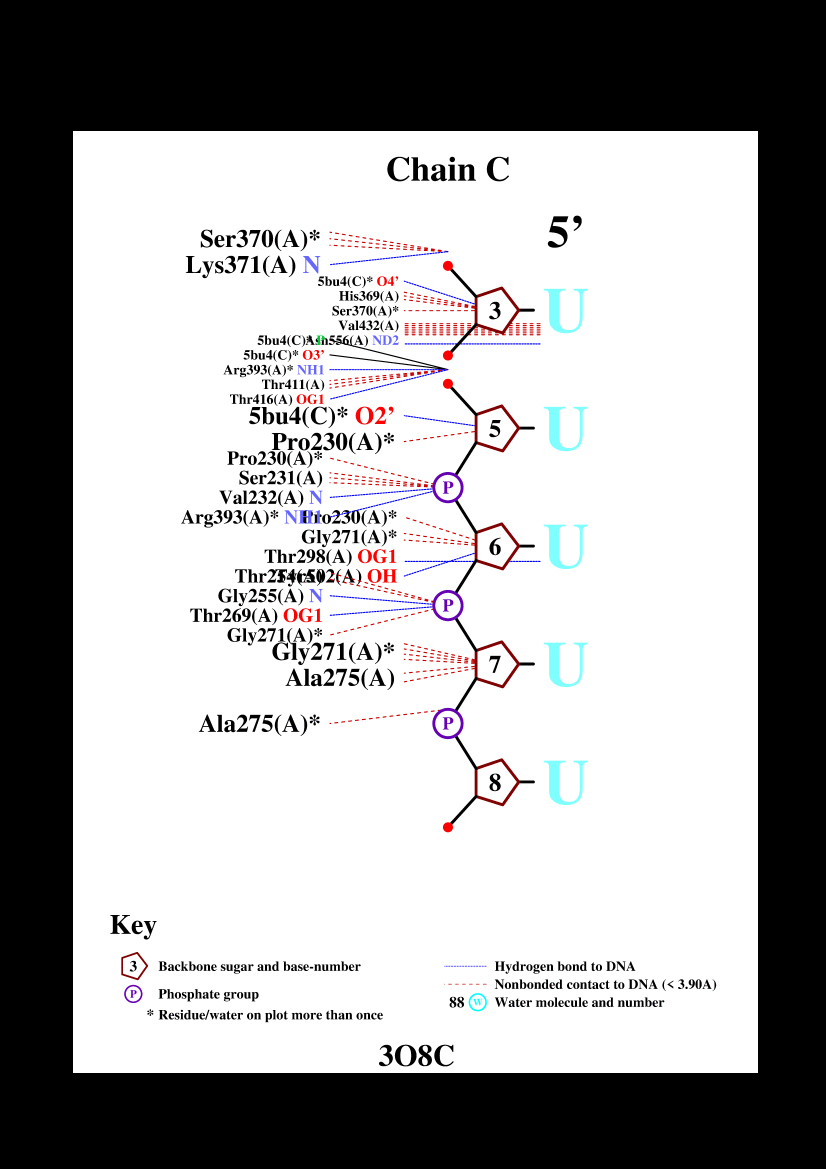 Chain C
5’
Ser370(A)*
Lys371(A) N
5bu4(C)* O4’
His369(A)
3
U
Ser370(A)*
Val432(A)
5bu4(C)* P
Asn556(A) ND2
5bu4(C)* O3’
Arg393(A)* NH1
Thr411(A)
Thr416(A) OG1
5bu4(C)* O2’
5
U
Pro230(A)*
Pro230(A)*
Ser231(A)
P
Val232(A) N
Arg393(A)* NH1
Pro230(A)*
Gly271(A)*
6
U
Thr298(A) OG1
Thr254(A)
Tyr502(A) OH
Gly255(A) N
P
Thr269(A) OG1
Gly271(A)*
Gly271(A)*
7
U
Ala275(A)
Ala275(A)*
P
8
U
Key
3 Backbone sugar and base-number
P Phosphate group
* Residue/water on plot more than once
Hydrogen bond to DNA
Nonbonded contact to DNA (< 3.90A)
88 W Water molecule and number
3O8C